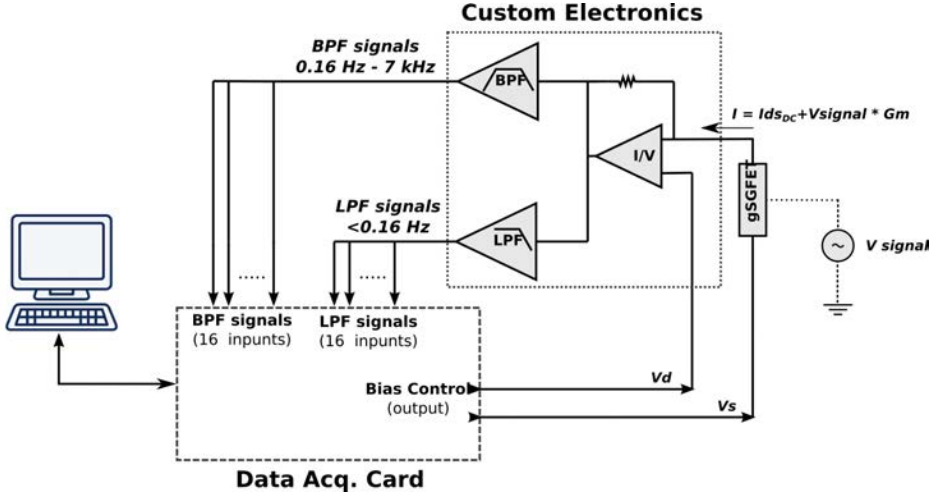 Custom Electronics
BPF signals
0.16 Hz - 7 kHz
BPF
I = Ids_DC+Vsignal * Gm
I/V
gSGFET
LPF signals
<0.16 Hz
LPF
~
V signal
.....
.....
BPF signals
(16 inpunts)
LPF signals
(16 inpunts)
Bias Control
(output)
Vd
Vs
Data Acq. Card